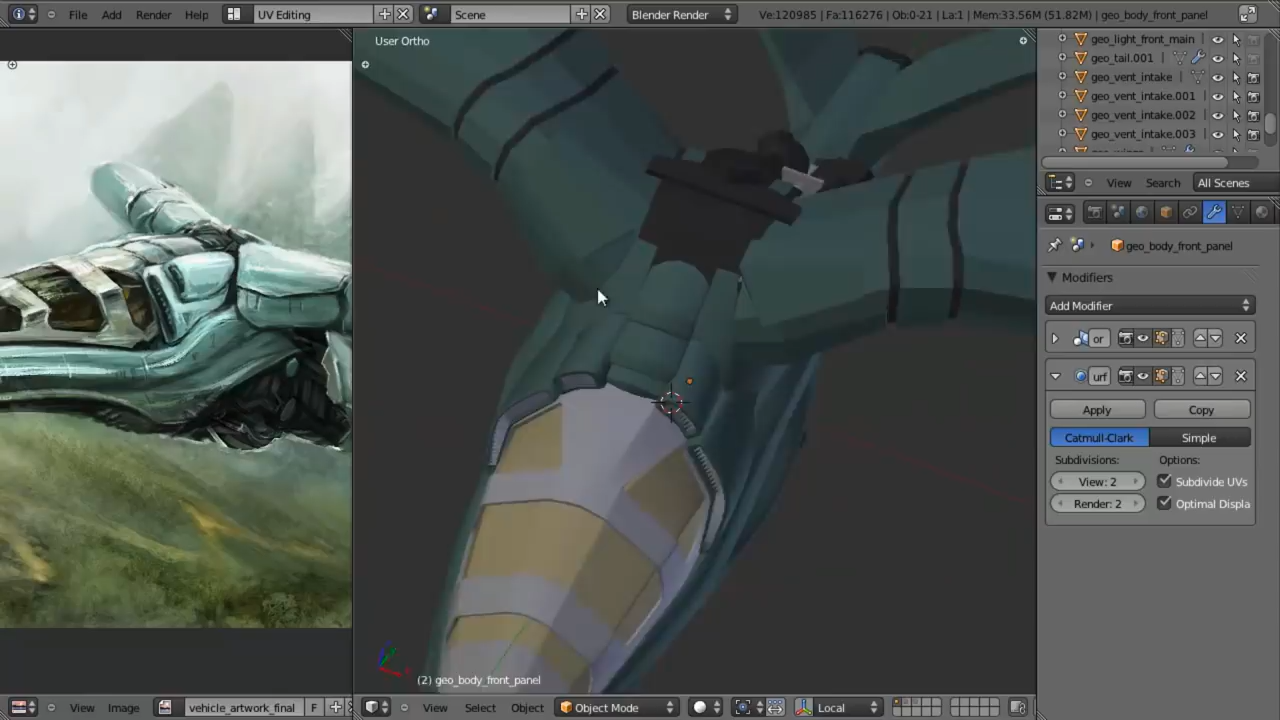 File Add Render Help UV Editing Scene Blender Render Ve:120985 | Fa:116276 | Ob:0-21 | La:1 | Mem:33.56M (51.82M) | geo_body_front_panel
User Ortho
geo_light_front_main
geo_tail.001
geo_vent_intake
geo_vent_intake.001
geo_vent_intake.002
geo_vent_intake.003
View Search All Scenes
geo_body_front_panel
Modifiers
Add Modifier
or
urf
Apply Copy
Catmull-Clark Simple
Subdivisions: Options:
View: 2 Subdivide UVs
Render: 2 Optimal Displa
(2) geo_body_front_panel
View Image vehicle_artwork_final F View Select Object Object Mode Local